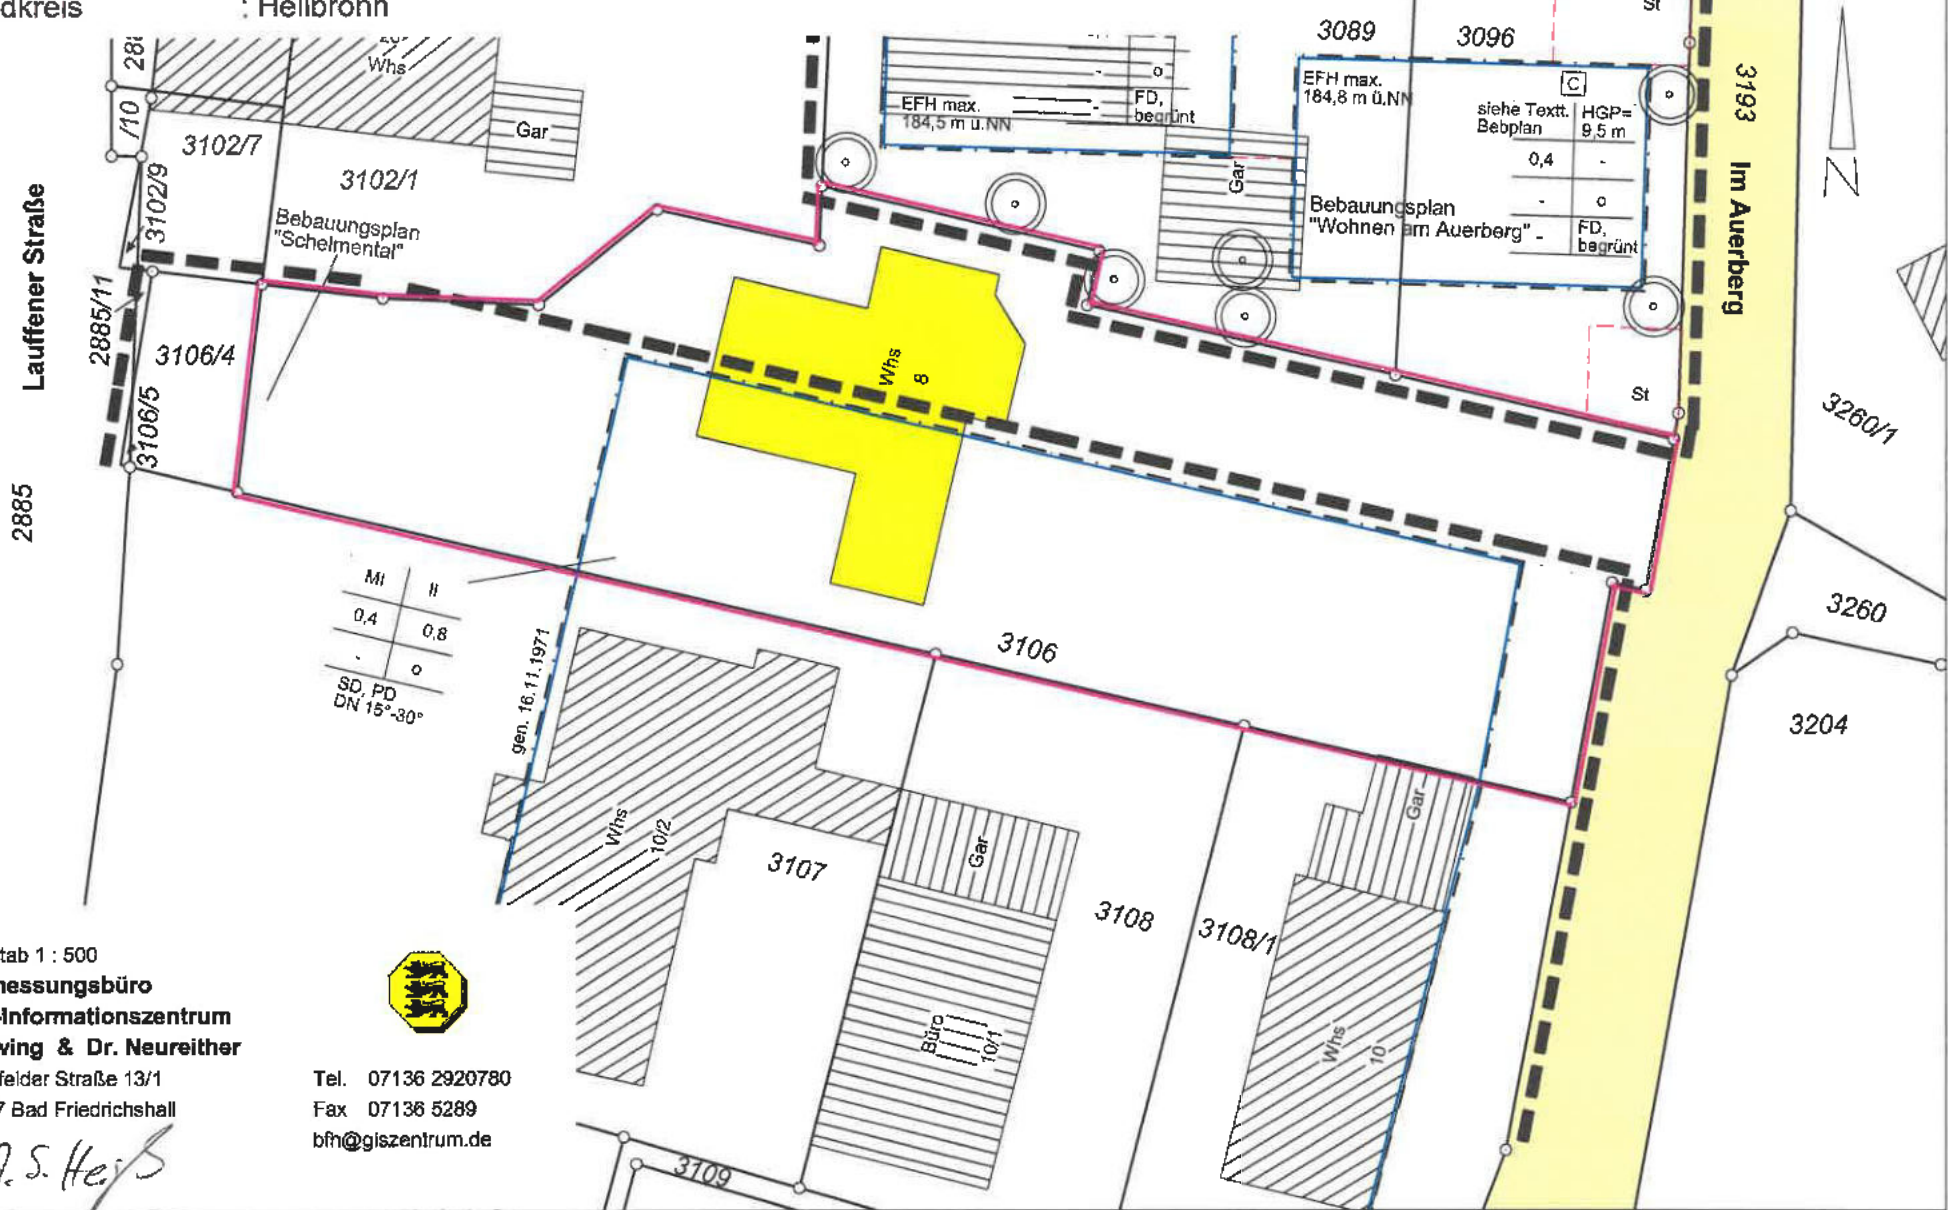 dkreis : Heilbronn
Whs
Gar
/10
3102/7
3102/9
3102/1
Bebauungsplan
"Schelmental"
Lauffener Straße
2885/11
3106/4
3106/5
2885
EFH max.
184,5 m ü.NN
- o
- FD,
begrünt
Gar
3089
3096
St
EFH max.
184,8 m ü.NN
C
siehe Textt. HGP=
Bebplan 9,5 m
0,4 -
- o
- FD,
begrünt
Bebauungsplan
"Wohnen am Auerberg"
St
3193 Im Auerberg
N
3260/1
3260
3204
Whs
8
3106
MI II
0,4 0,8
- o
SD, PD
DN 15°-30°
gen. 16.11.1971
Whs
10/2
3107
Gar
3108
3108/1
Gar
Büro
10/1
Whs
10
3109
tab 1 : 500
nessungsbüro
-Informationszentrum
ving & Dr. Neureither
felder Straße 13/1
7 Bad Friedrichshall
Tel. 07136 2920780
Fax 07136 5289
bfh@giszentrum.de